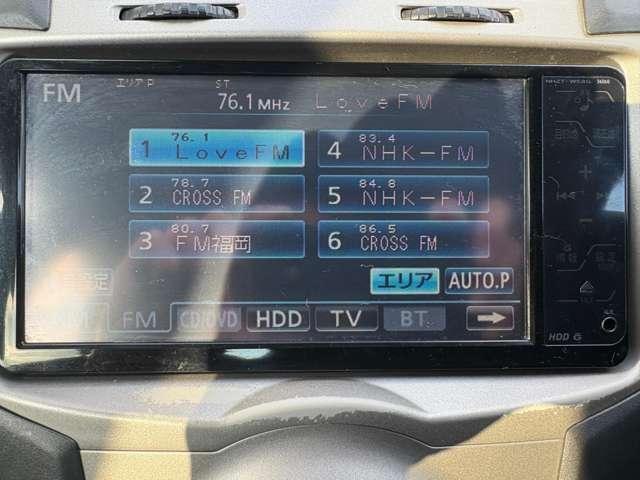 NHZT-W58G
エリア P ST
FM 76.1MHz LoveFM
1 76.1 LoveFM
4 83.4 NHK-FM
2 78.7 CROSS FM
5 84.8 NHK-FM
3 80.7 FM福岡
6 86.5 CROSS FM
エリア AUTO.P
FM CD/DVD HDD TV BT
HDD